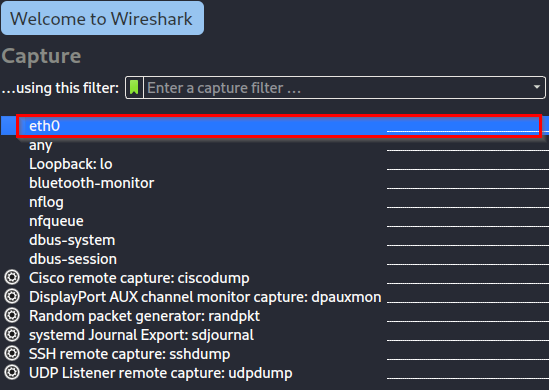 Welcome to Wireshark
Capture
...using this filter: Enter a capture filter ...
eth0
any
Loopback: lo
bluetooth-monitor
nflog
nfqueue
dbus-system
dbus-session
Cisco remote capture: ciscodump
DisplayPort AUX channel monitor capture: dpauxmon
Random packet generator: randpkt
systemd Journal Export: sdjournal
SSH remote capture: sshdump
UDP Listener remote capture: udpdump